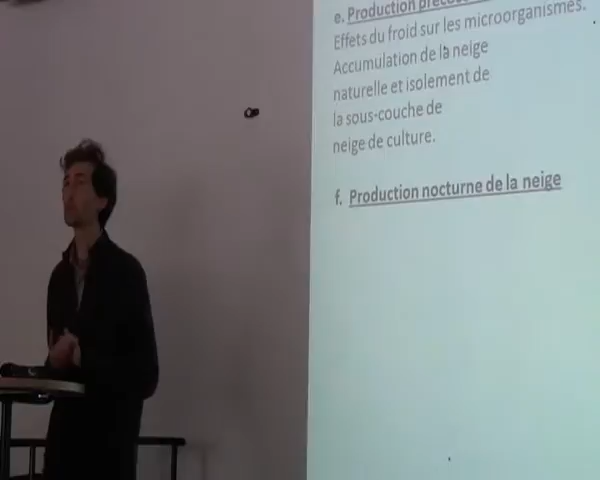 e. Production
Effets du froid sur les microorganismes.
Accumulation de la neige
naturelle et isolement de
la sous-couche de
neige de culture.
f. Production nocturne de la neige